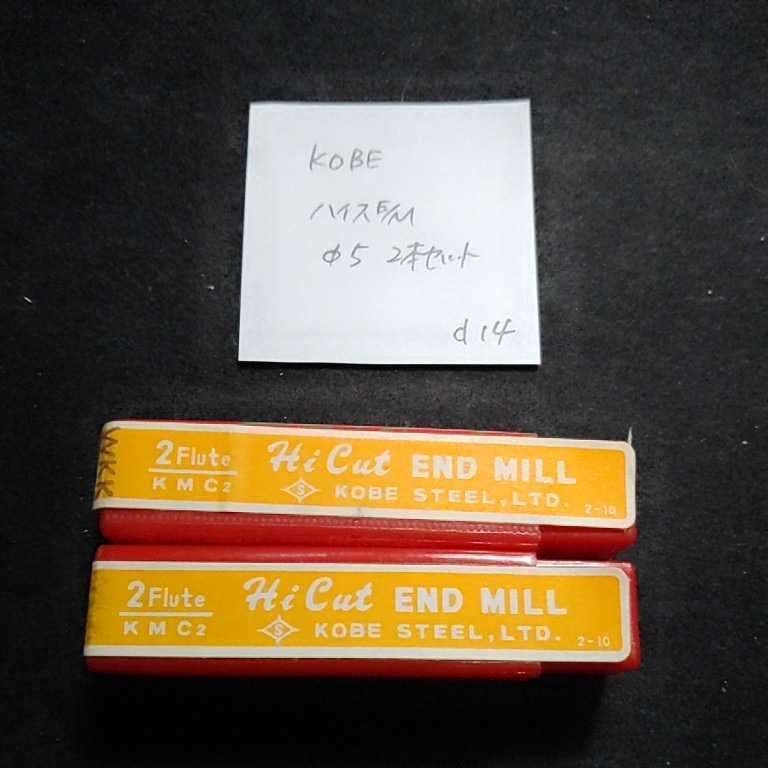 KOBE
ハイスE/M
φ5 2本セット
d14
WKK
2Flute
KMC2
Hi Cut END MILL
S KOBE STEEL,LTD.
2-10
2Flute
KMC2
Hi Cut END MILL
S KOBE STEEL,LTD.
2-10